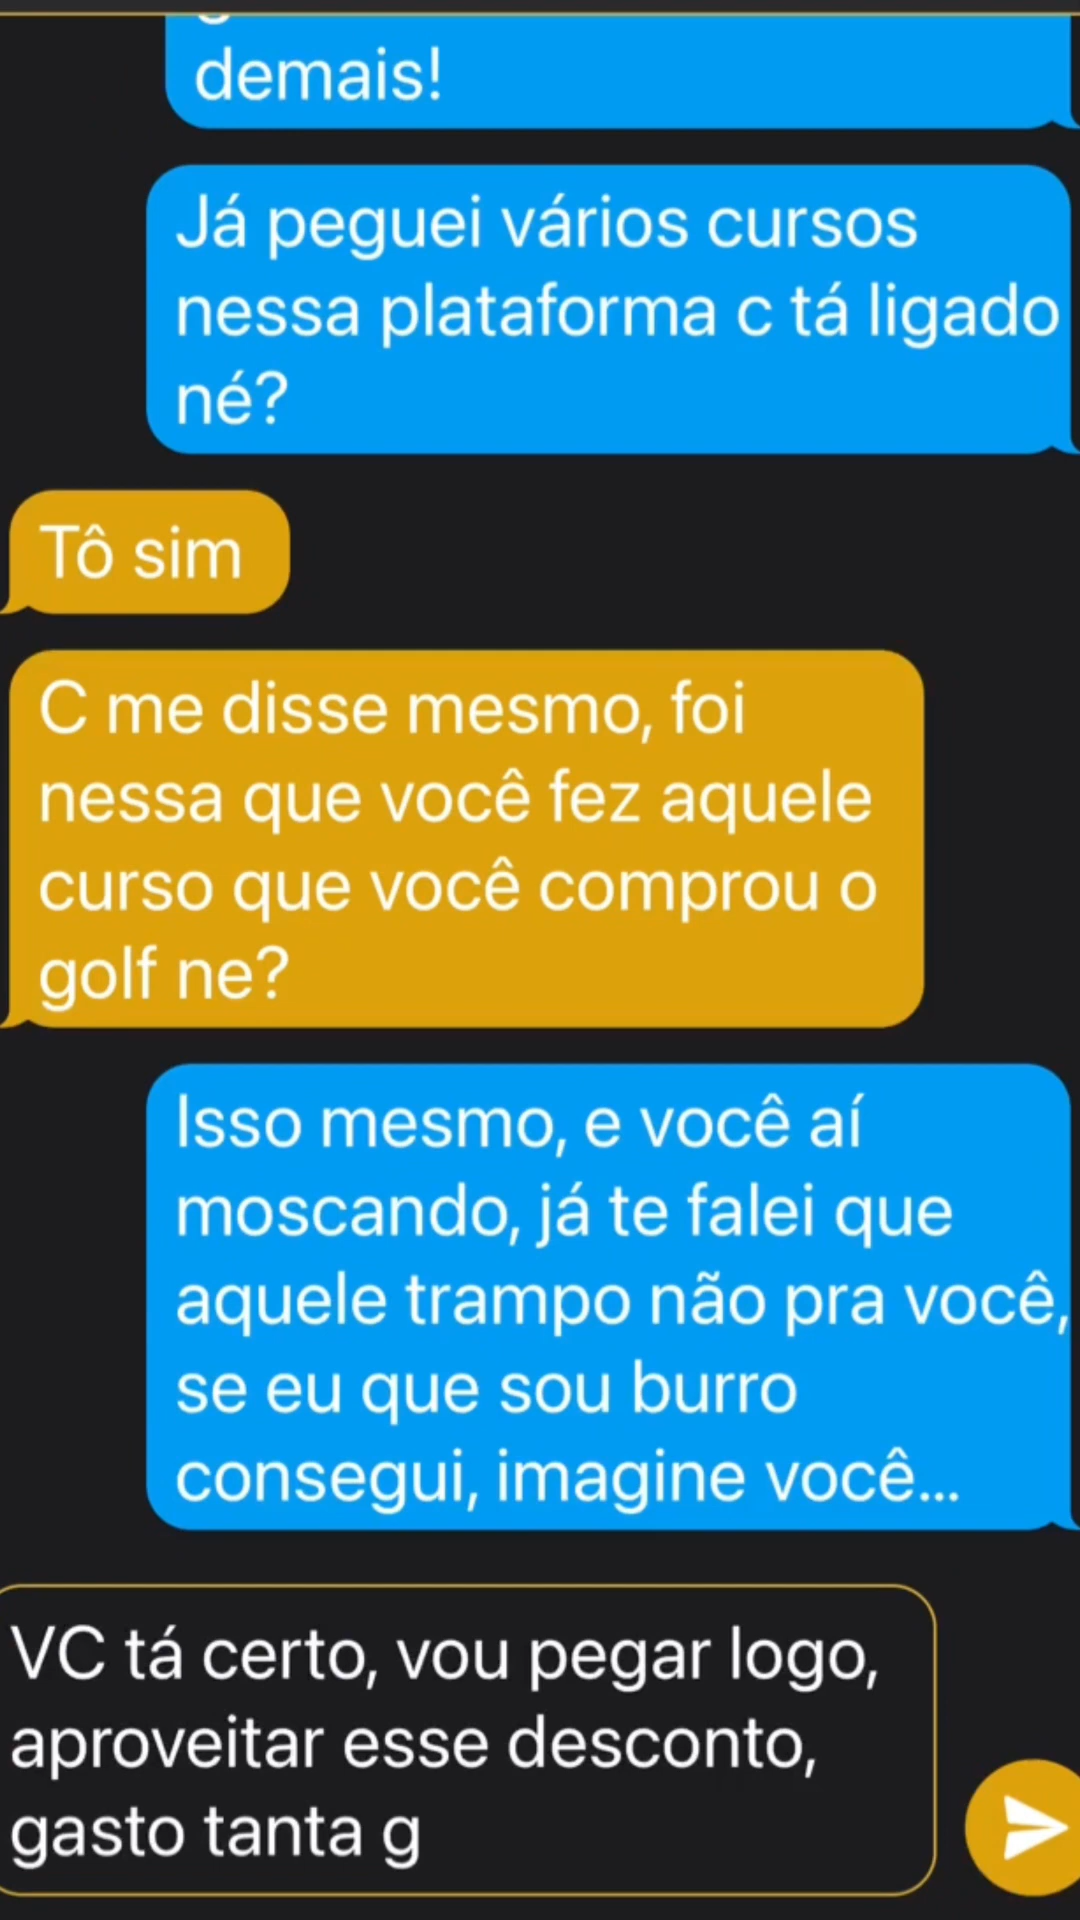 demais!
Já peguei vários cursos
nessa plataforma c tá ligado
né?
Tô sim
C me disse mesmo, foi
nessa que você fez aquele
curso que você comprou o
golf ne?
Isso mesmo, e você aí
moscando, já te falei que
aquele trampo não pra você,
se eu que sou burro
consegui, imagine você...
VC tá certo, vou pegar logo,
aproveitar esse desconto,
gasto tanta g